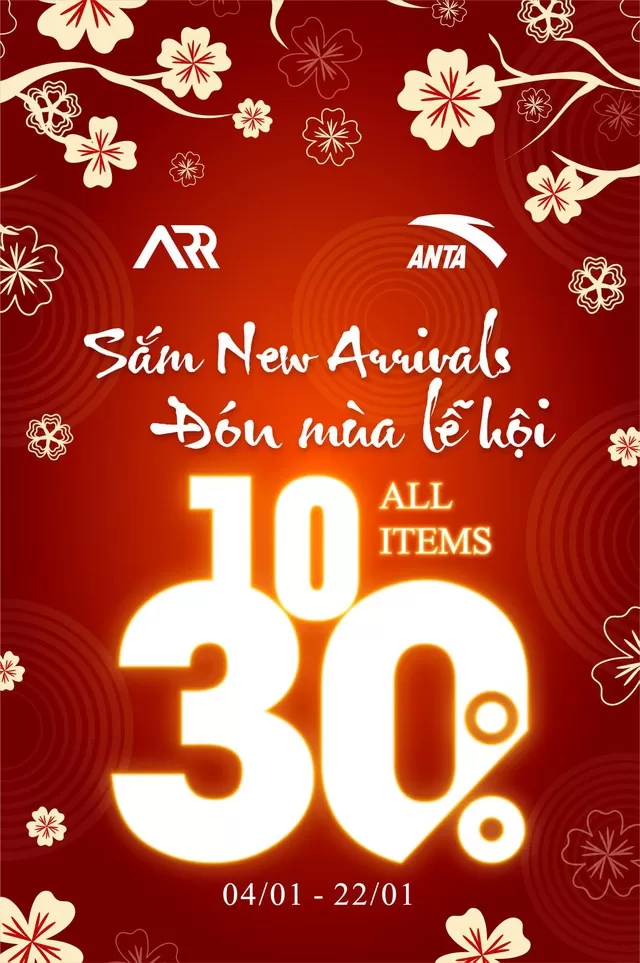 ARR
ANTA
Sắm New Arrivals
Đón mùa lễ hội
10
ALL
ITEMS
30%
04/01 - 22/01